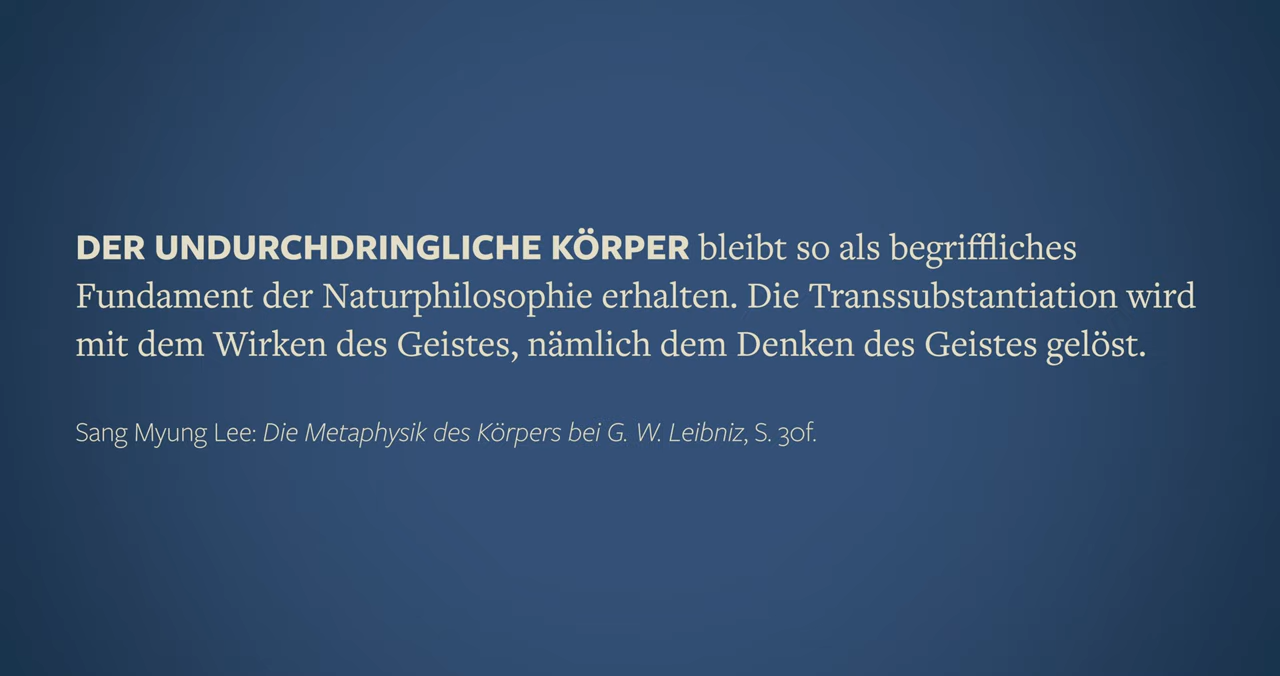 DER UNDURCHDRINGLICHE KÖRPER bleibt so als begriffliches
Fundament der Naturphilosophie erhalten. Die Transsubstantiation wird
mit dem Wirken des Geistes, nämlich dem Denken des Geistes gelöst.
Sang Myung Lee: Die Metaphysik des Körpers bei G. W. Leibniz, S. 30f.